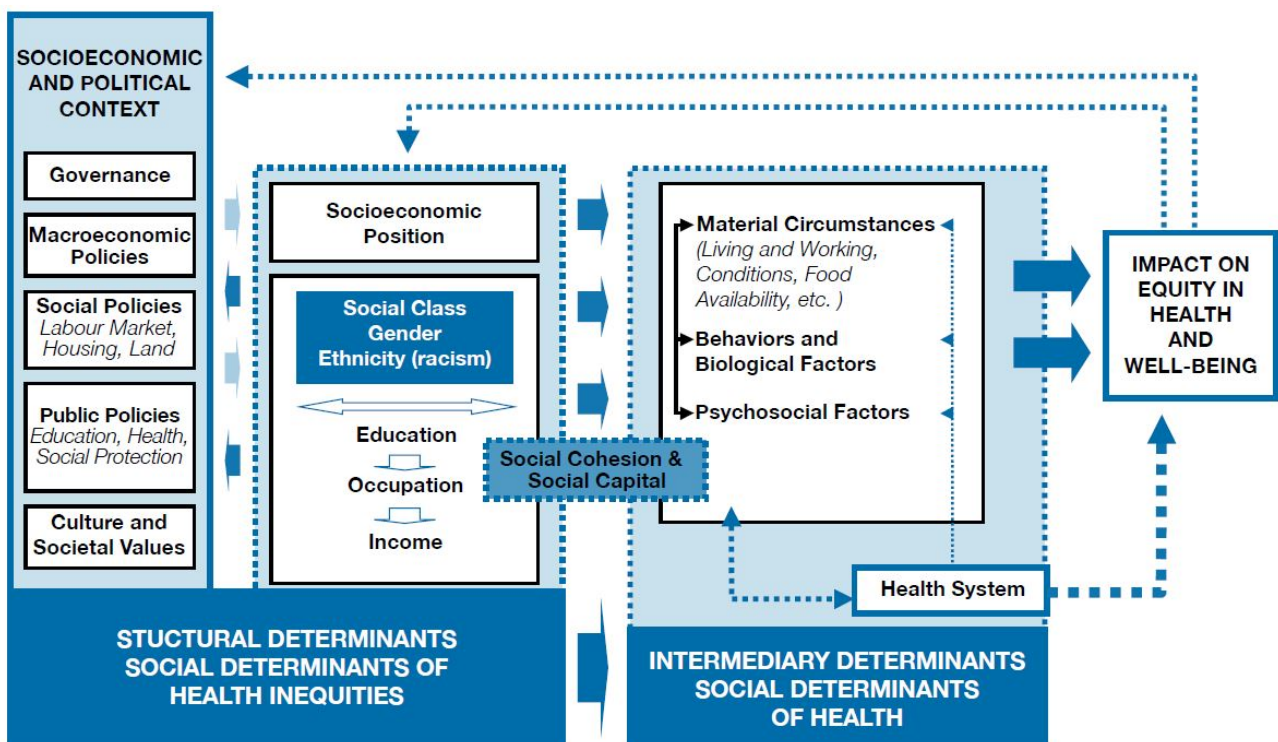 SOCIOECONOMIC
AND POLITICAL
CONTEXT
Governance
Macroeconomic
Policies
Social Policies
Labour Market,
Housing, Land
Public Policies
Education, Health,
Social Protection
Culture and
Societal Values
Socioeconomic
Position
Social Class
Gender
Ethnicity (racism)
Education
Occupation
Income
Social Cohesion &
Social Capital
Material Circumstances
(Living and Working,
Conditions, Food
Availability, etc. )
Behaviors and
Biological Factors
Psychosocial Factors
Health System
IMPACT ON
EQUITY IN
HEALTH
AND
WELL-BEING
STUCTURAL DETERMINANTS
SOCIAL DETERMINANTS OF
HEALTH INEQUITIES
INTERMEDIARY DETERMINANTS
SOCIAL DETERMINANTS
OF HEALTH